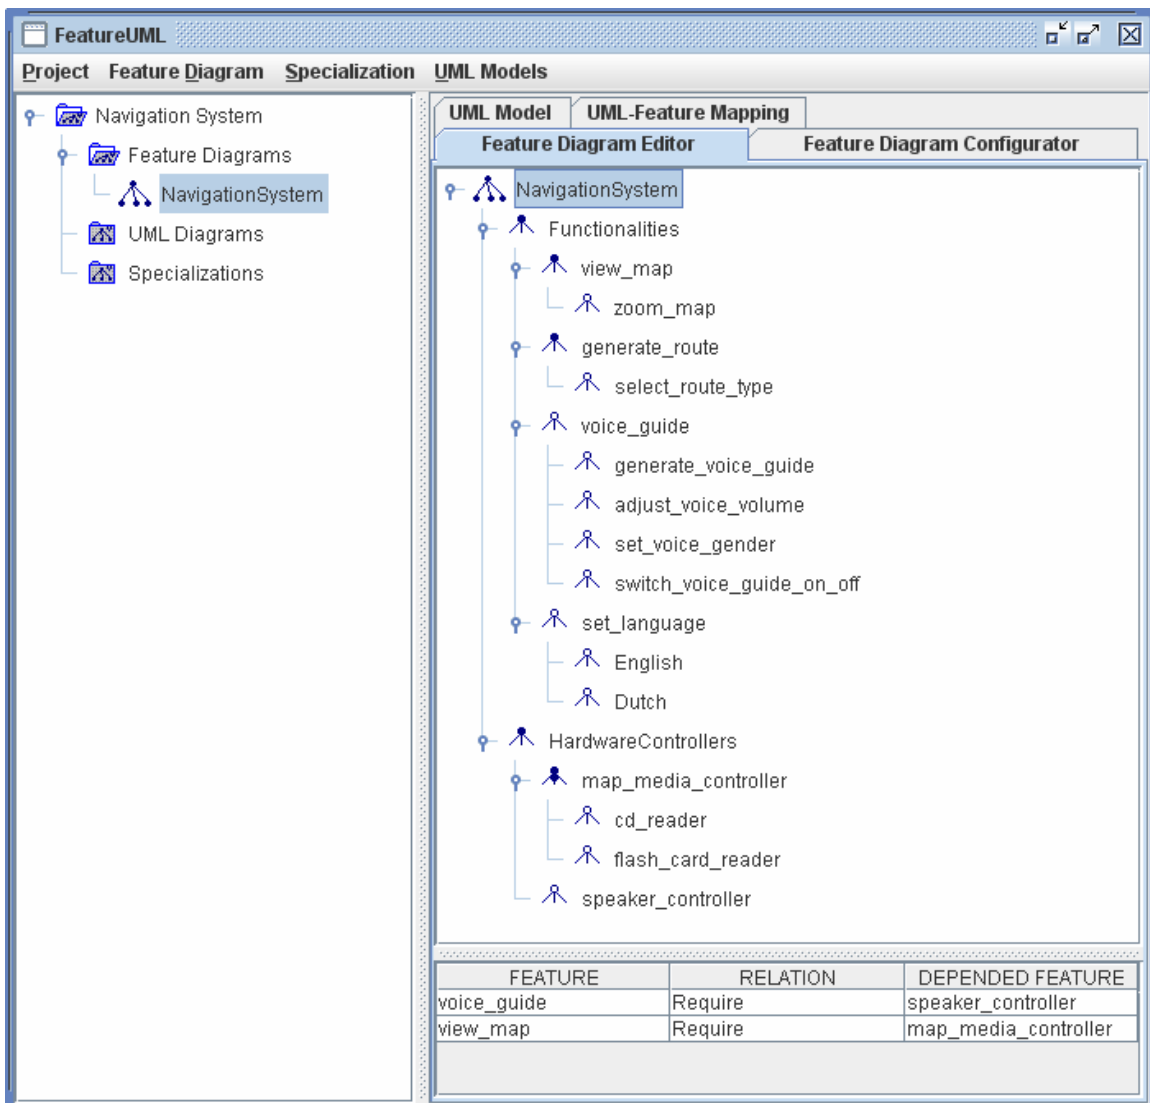 FeatureUML
Project Feature Diagram Specialization UML Models
Navigation System
Feature Diagrams
NavigationSystem
UML Diagrams
Specializations
UML Model UML-Feature Mapping
Feature Diagram Editor Feature Diagram Configurator
NavigationSystem
Functionalities
view_map
zoom_map
generate_route
select_route_type
voice_guide
generate_voice_guide
adjust_voice_volume
set_voice_gender
switch_voice_guide_on_off
set_language
English
Dutch
HardwareControllers
map_media_controller
cd_reader
flash_card_reader
speaker_controller
FEATURE RELATION DEPENDED FEATURE
voice_guide Require speaker_controller
view_map Require map_media_controller